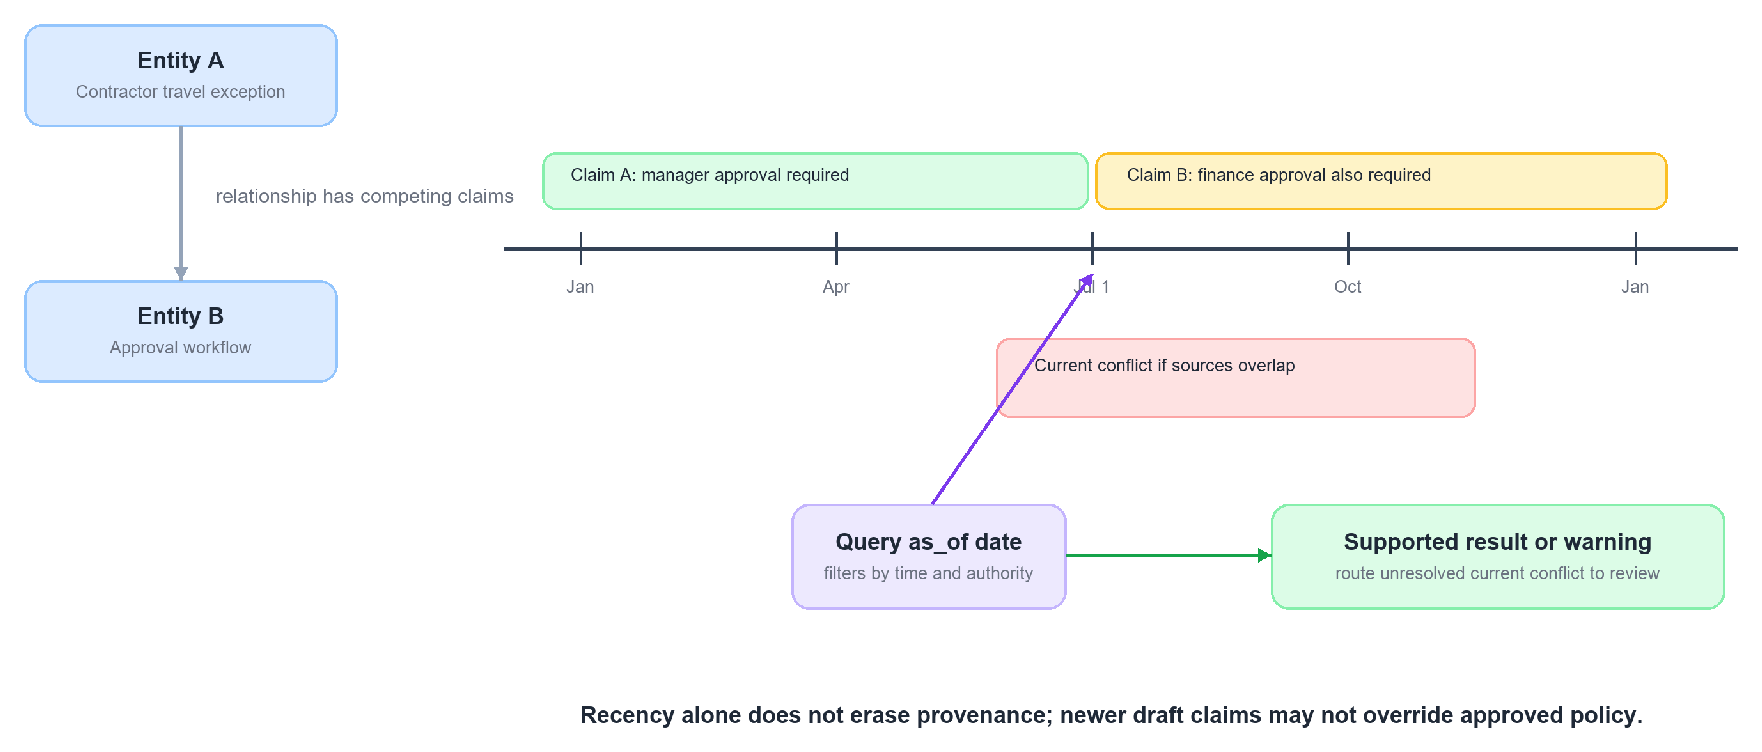 Entity A
Contractor travel exception
relationship has competing claims
Entity B
Approval workflow
Claim A: manager approval required
Claim B: finance approval also required
Jan
Apr
Jul 1
Oct
Jan
Current conflict if sources overlap
Query as_of date
filters by time and authority
Supported result or warning
route unresolved current conflict to review
Recency alone does not erase provenance; newer draft claims may not override approved policy.